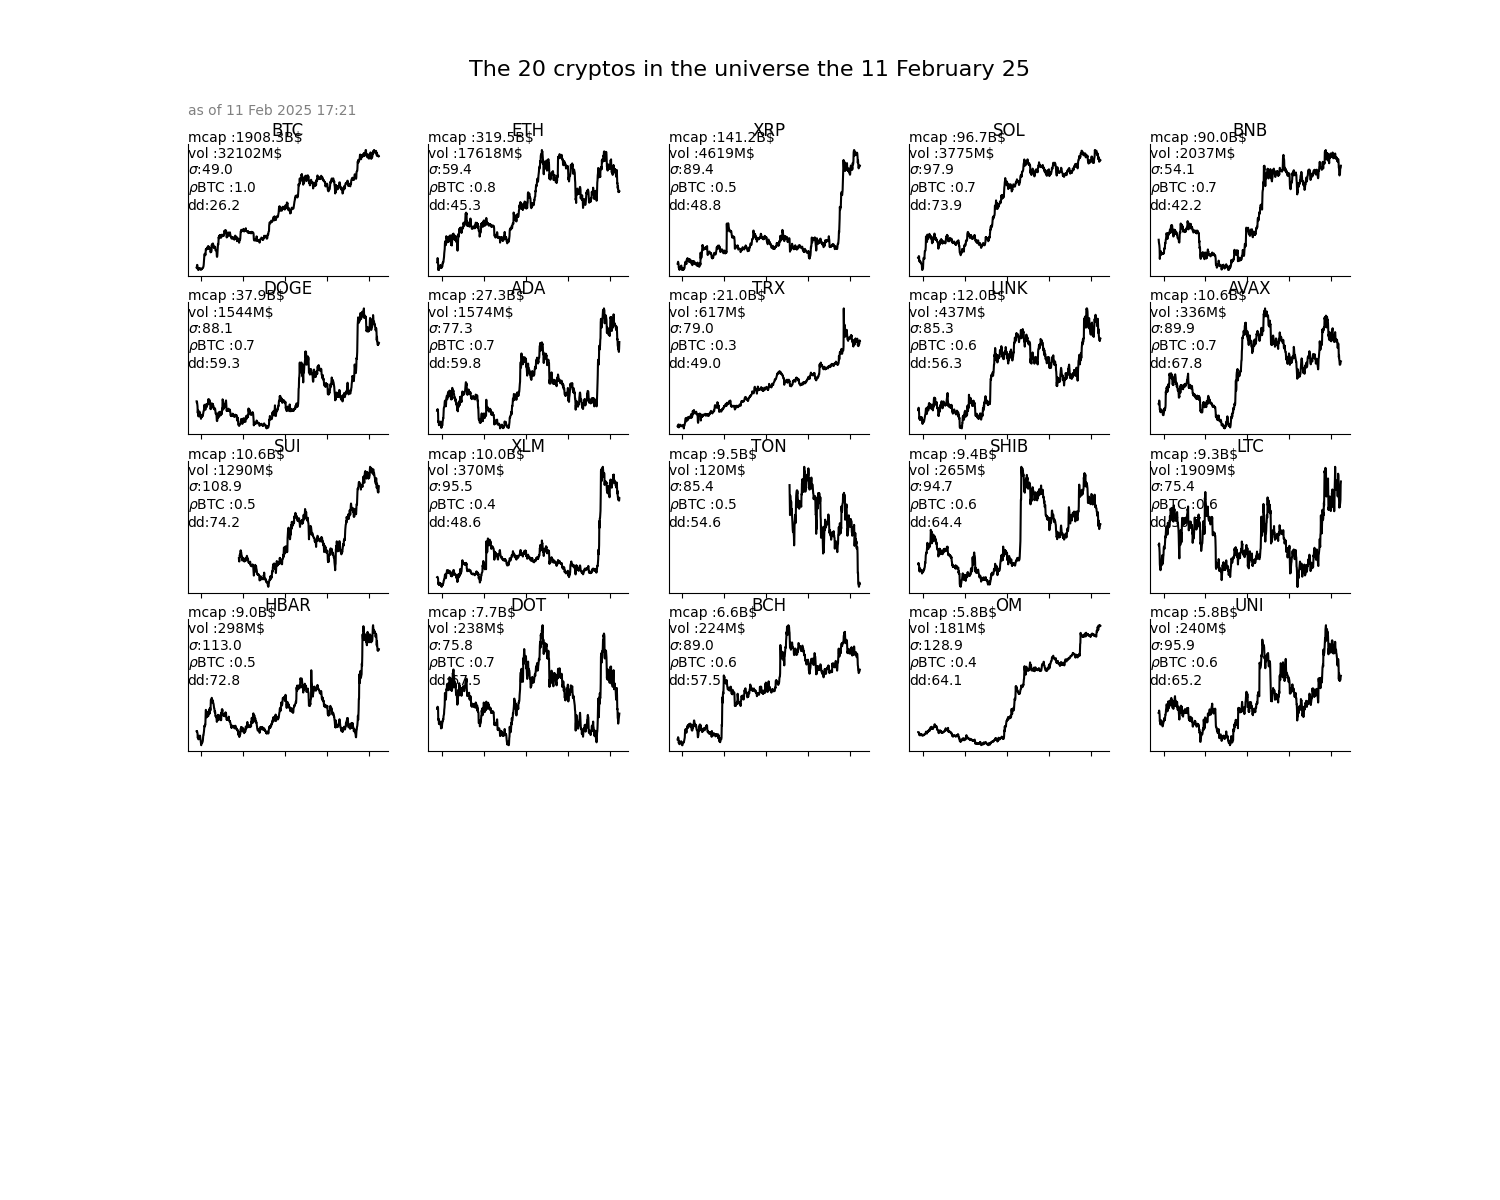 The 20 cryptos in the universe the 11 February 25
as of 11 Feb 2025 17:21
BTC
mcap :1908.3B$
vol :32102M$
σ:49.0
ρBTC :1.0
dd:26.2
ETH
mcap :319.5B$
vol :17618M$
σ:59.4
ρBTC :0.8
dd:45.3
XRP
mcap :141.2B$
vol :4619M$
σ:89.4
ρBTC :0.5
dd:48.8
SOL
mcap :96.7B$
vol :3775M$
σ:97.9
ρBTC :0.7
dd:73.9
BNB
mcap :90.0B$
vol :2037M$
σ:54.1
ρBTC :0.7
dd:42.2
DOGE
mcap :37.9B$
vol :1544M$
σ:88.1
ρBTC :0.7
dd:59.3
ADA
mcap :27.3B$
vol :1574M$
σ:77.3
ρBTC :0.7
dd:59.8
TRX
mcap :21.0B$
vol :617M$
σ:79.0
ρBTC :0.3
dd:49.0
LINK
mcap :12.0B$
vol :437M$
σ:85.3
ρBTC :0.6
dd:56.3
AVAX
mcap :10.6B$
vol :336M$
σ:89.9
ρBTC :0.7
dd:67.8
SUI
mcap :10.6B$
vol :1290M$
σ:108.9
ρBTC :0.5
dd:74.2
XLM
mcap :10.0B$
vol :370M$
σ:95.5
ρBTC :0.4
dd:48.6
TON
mcap :9.5B$
vol :120M$
σ:85.4
ρBTC :0.5
dd:54.6
SHIB
mcap :9.4B$
vol :265M$
σ:94.7
ρBTC :0.6
dd:64.4
LTC
mcap :9.3B$
vol :1909M$
σ:75.4
ρBTC :0.6
HBAR
mcap :9.0B$
vol :298M$
σ:113.0
ρBTC :0.5
dd:72.8
DOT
mcap :7.7B$
vol :238M$
σ:75.8
ρBTC :0.7
dd:57.5
BCH
mcap :6.6B$
vol :224M$
σ:89.0
ρBTC :0.6
dd:57.5
OM
mcap :5.8B$
vol :181M$
σ:128.9
ρBTC :0.4
dd:64.1
UNI
mcap :5.8B$
vol :240M$
σ:95.9
ρBTC :0.6
dd:65.2